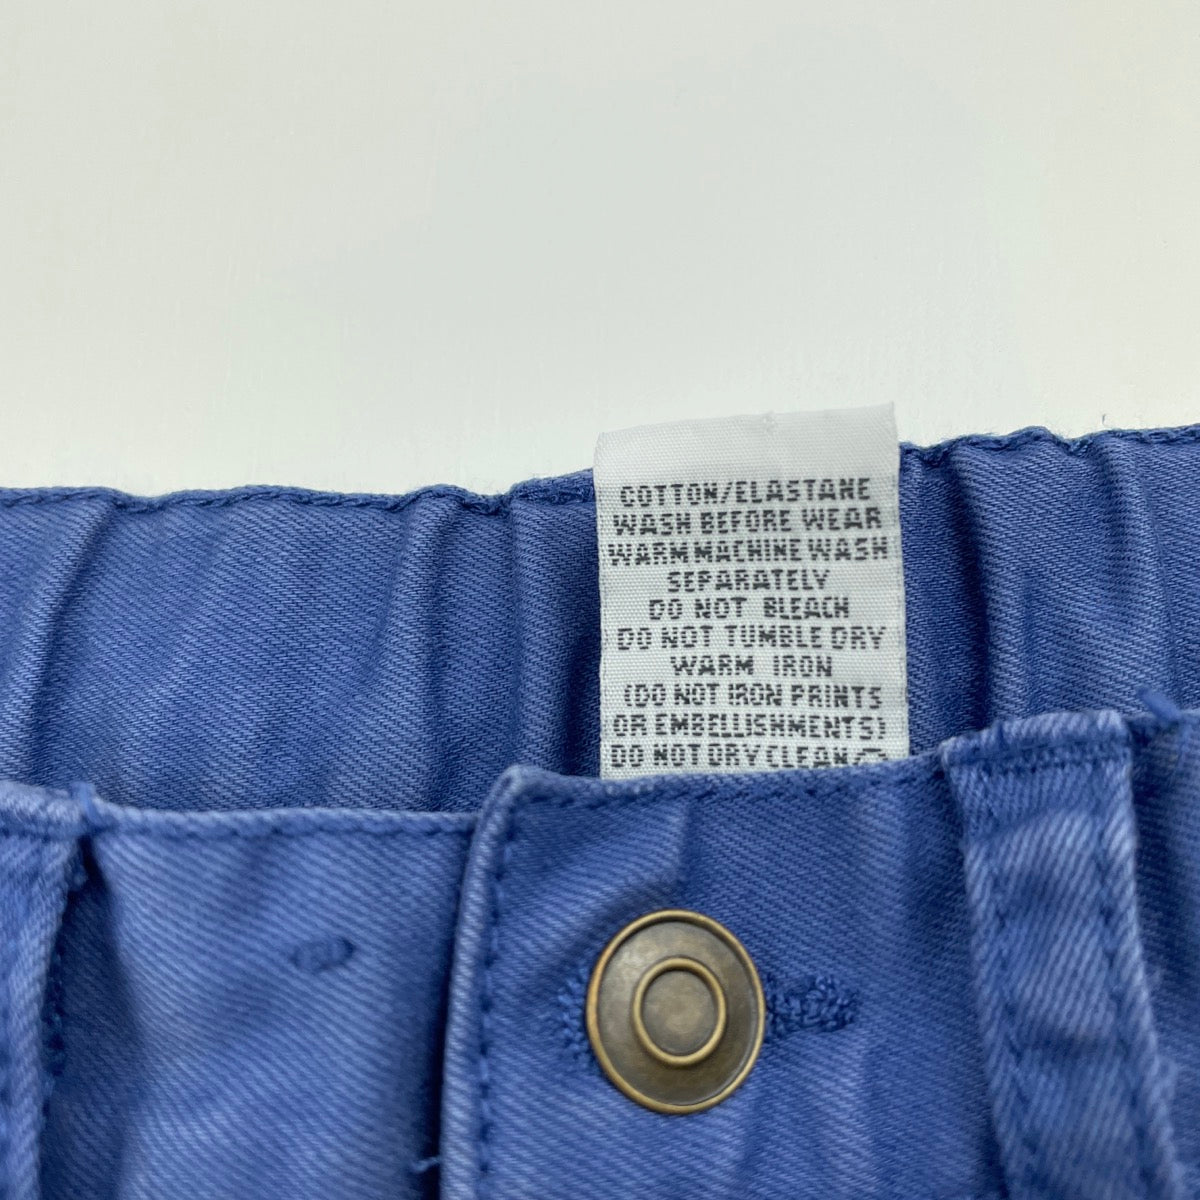 COTTON/ELASTANE
WASH BEFORE WEAR
WARM MACHINE WASH
SEPARATELY
DO NOT BLEACH
DO NOT TUMBLE DRY
WARM IRON
(DO NOT IRON PRINTS
OR EMBELLISHMENTS)
DO NOT DRY CLEAN